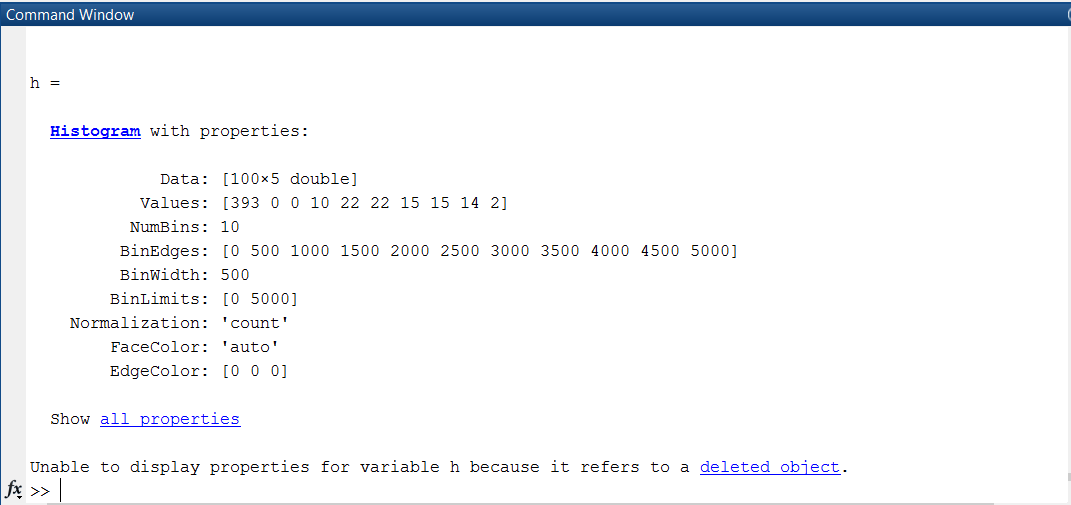 Command Window
h =
Histogram with properties:
Data: [100×5 double]
Values: [393 0 0 10 22 22 15 15 14 2]
NumBins: 10
BinEdges: [0 500 1000 1500 2000 2500 3000 3500 4000 4500 5000]
BinWidth: 500
BinLimits: [0 5000]
Normalization: 'count'
FaceColor: 'auto'
EdgeColor: [0 0 0]
Show all properties
Unable to display properties for variable h because it refers to a deleted object.
fx >>